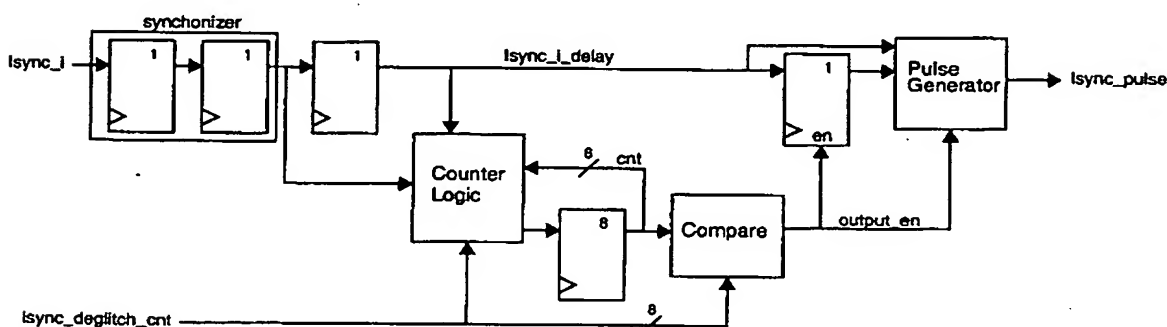 synchonizer
1
1
1
lsync_i
lsync_i_delay
1
en
Pulse
Generator
lsync_pulse
Counter
Logic
8
cnt
8
Compare
output_en
lsync_deglitch_cnt
8